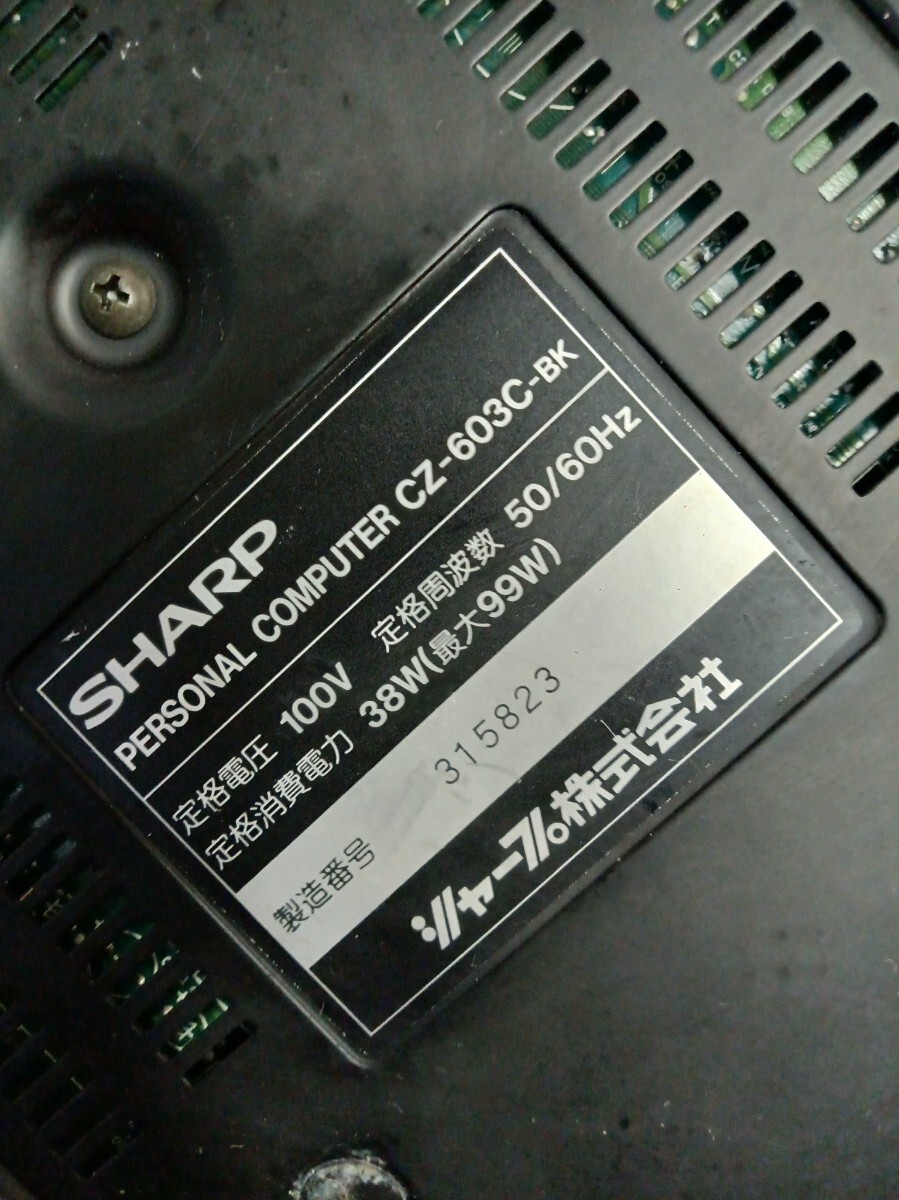 SHARP
PERSONAL COMPUTER CZ-603C-BK
定格電圧 100V 定格周波数 50/60Hz
定格消費電力 38W(最大99W)
製造番号 315823
シャープ株式会社